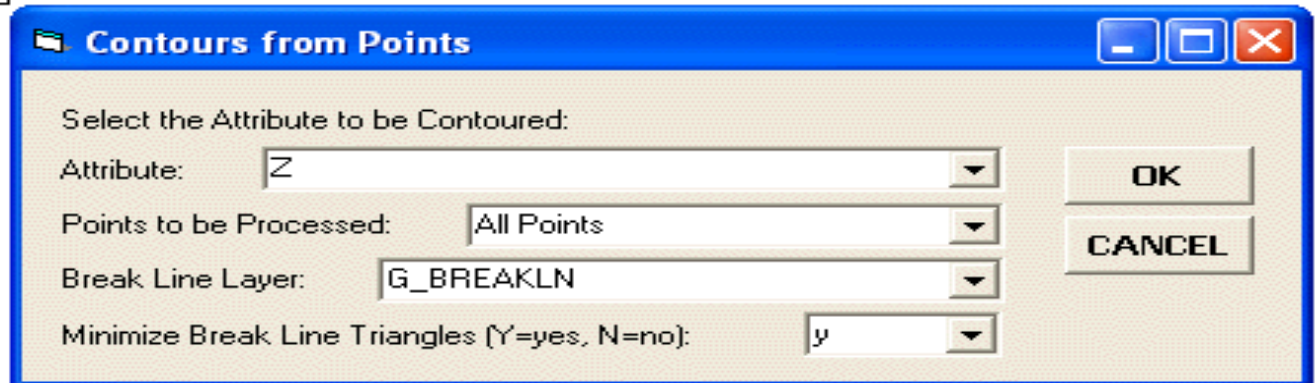 Contours from Points
Select the Attribute to be Contoured:
Attribute: Z
OK
Points to be Processed: All Points
CANCEL
Break Line Layer: G_BREAKLN
Minimize Break Line Triangles (Y=yes, N=no): y